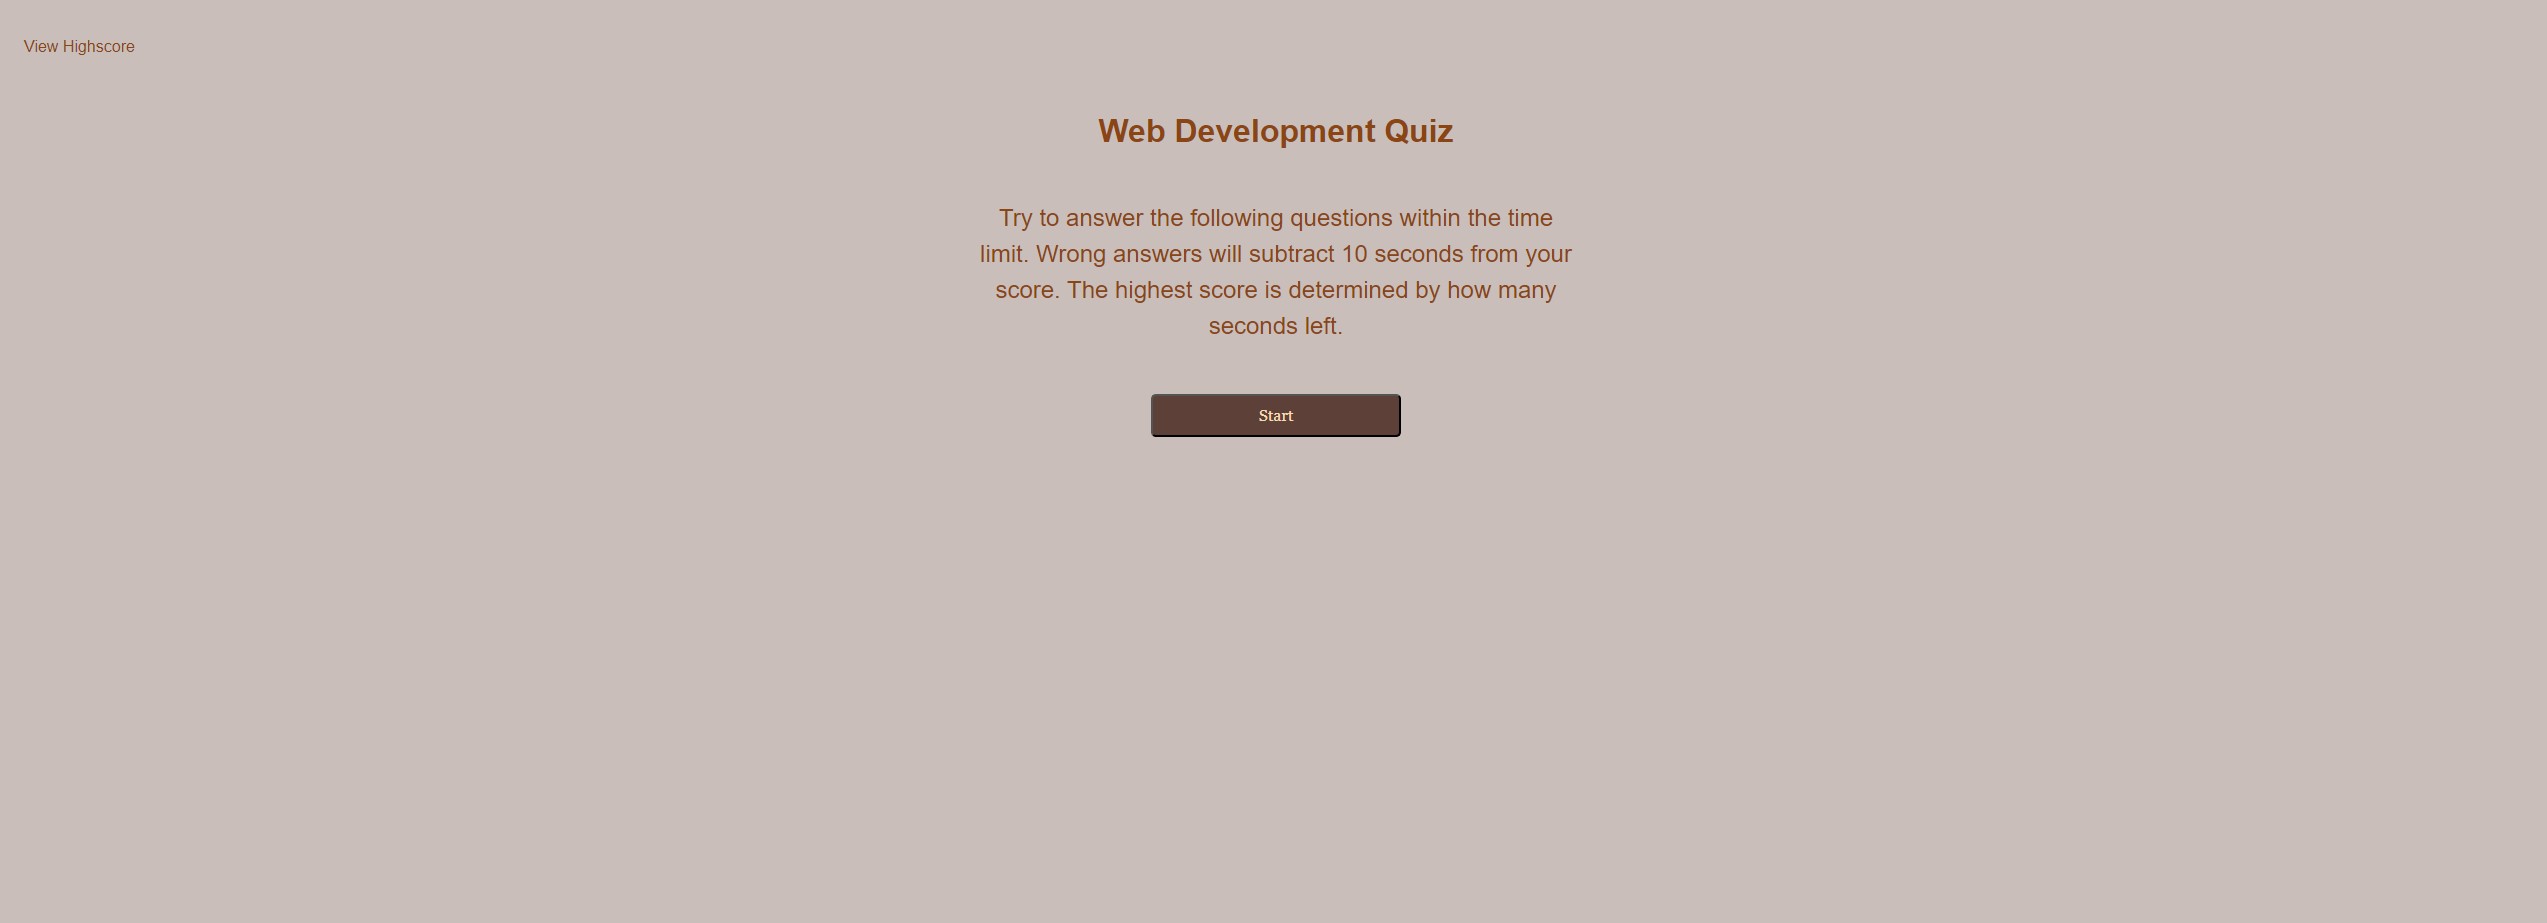 View Highscore
Web Development Quiz
Try to answer the following questions within the time
limit. Wrong answers will subtract 10 seconds from your
score. The highest score is determined by how many
seconds left.
Start